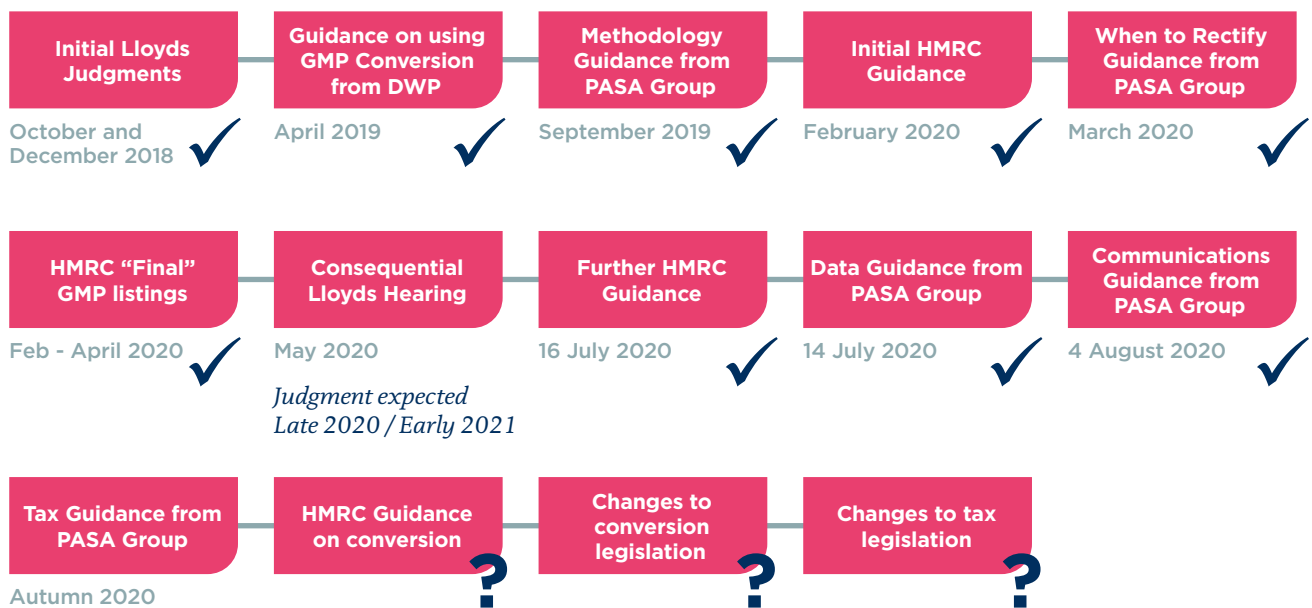 Initial Lloyds
Judgments
October and
December 2018
Guidance on using
GMP Conversion
from DWP
April 2019
Methodology
Guidance from
PASA Group
September 2019
Initial HMRC
Guidance
February 2020
When to Rectify
Guidance from
PASA Group
March 2020
HMRC “Final”
GMP listings
Feb - April 2020
Consequential
Lloyds Hearing
May 2020
Judgment expected
Late 2020 / Early 2021
Further HMRC
Guidance
16 July 2020
Data Guidance from
PASA Group
14 July 2020
Communications
Guidance from
PASA Group
4 August 2020
Tax Guidance from
PASA Group
Autumn 2020
HMRC Guidance
on conversion
?
Changes to
conversion
legislation
?
Changes to tax
legislation
?